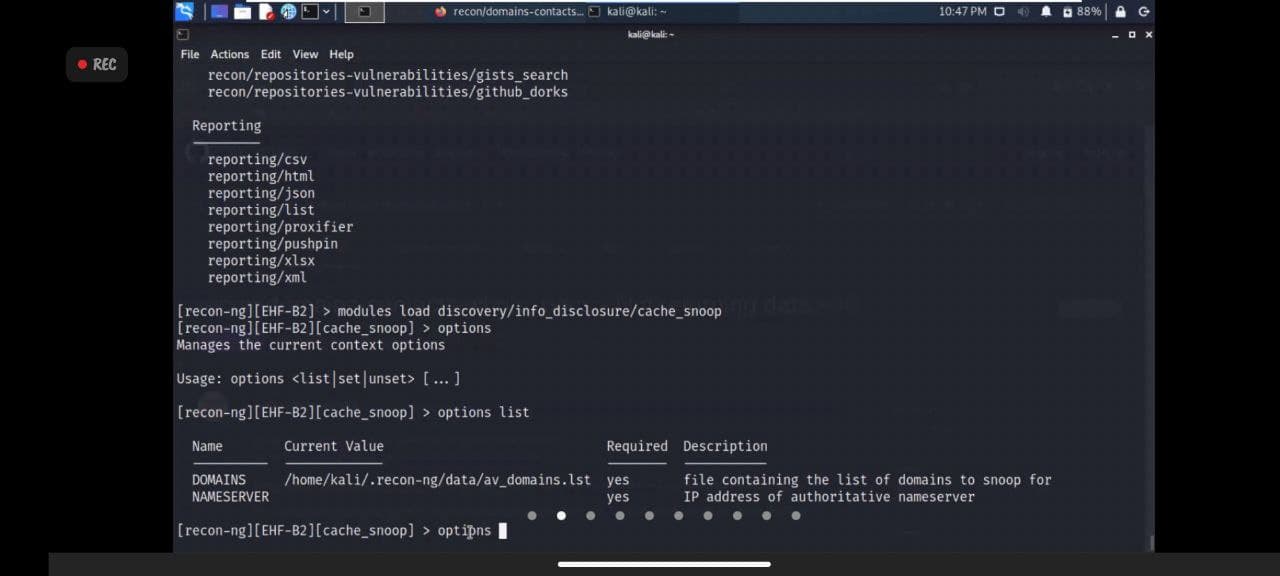 recon/domains-contacts... kali@kali: ~ 10:47 PM 88%
kali@kali: ~
REC
File Actions Edit View Help
recon/repositories-vulnerabilities/gists_search
recon/repositories-vulnerabilities/github_dorks
Reporting
reporting/csv
reporting/html
reporting/json
reporting/list
reporting/proxifier
reporting/pushpin
reporting/xlsx
reporting/xml
[recon-ng][EHF-B2] > modules load discovery/info_disclosure/cache_snoop
[recon-ng][EHF-B2][cache_snoop] > options
Manages the current context options
Usage: options <list|set|unset> [...]
[recon-ng][EHF-B2][cache_snoop] > options list
Name Current Value Required Description
DOMAINS /home/kali/.recon-ng/data/av_domains.lst yes file containing the list of domains to snoop for
NAMESERVER yes IP address of authoritative nameserver
[recon-ng][EHF-B2][cache_snoop] > options